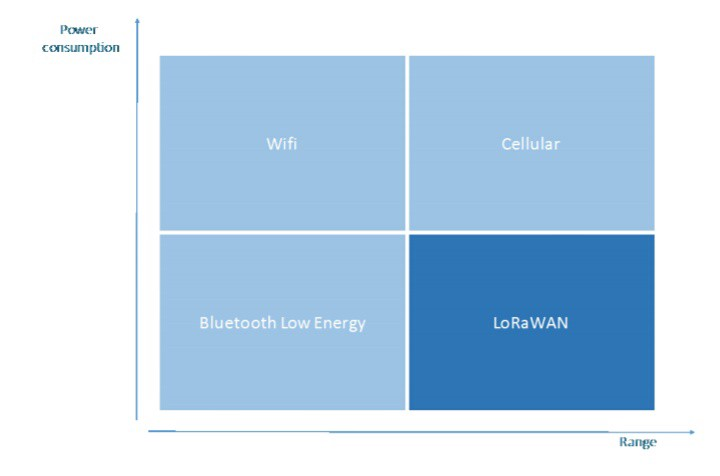 Power
consumption
Wifi
Cellular
Bluetooth Low Energy
LoRaWAN
Range